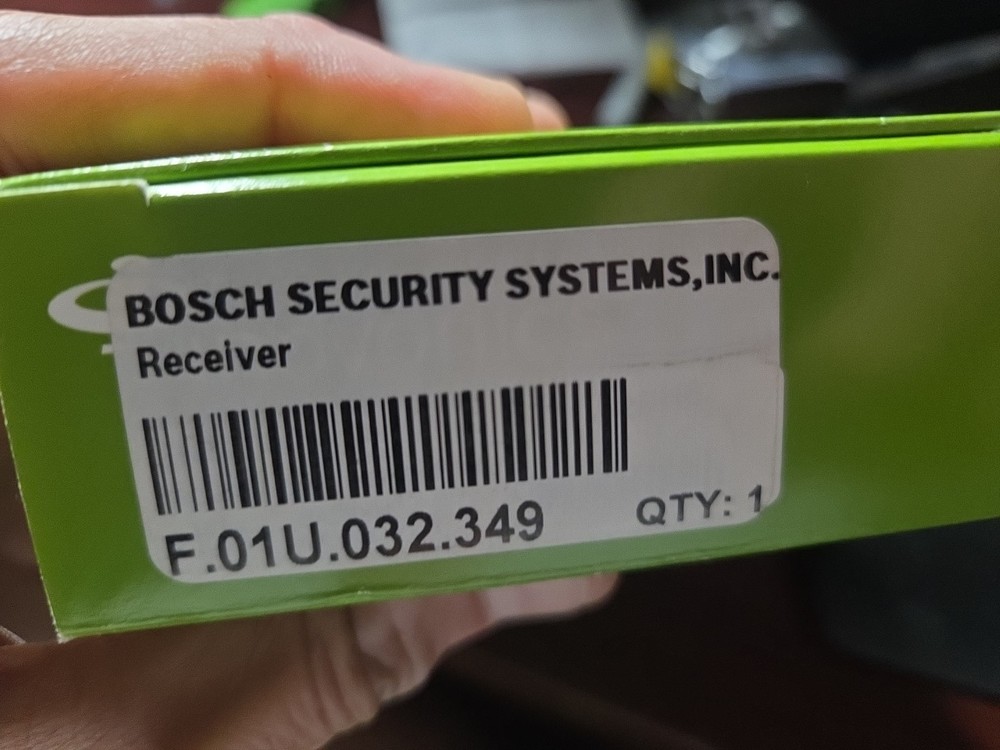 BOSCH SECURITY SYSTEMS,INC.
Receiver
F.01U.032.349
QTY: 1